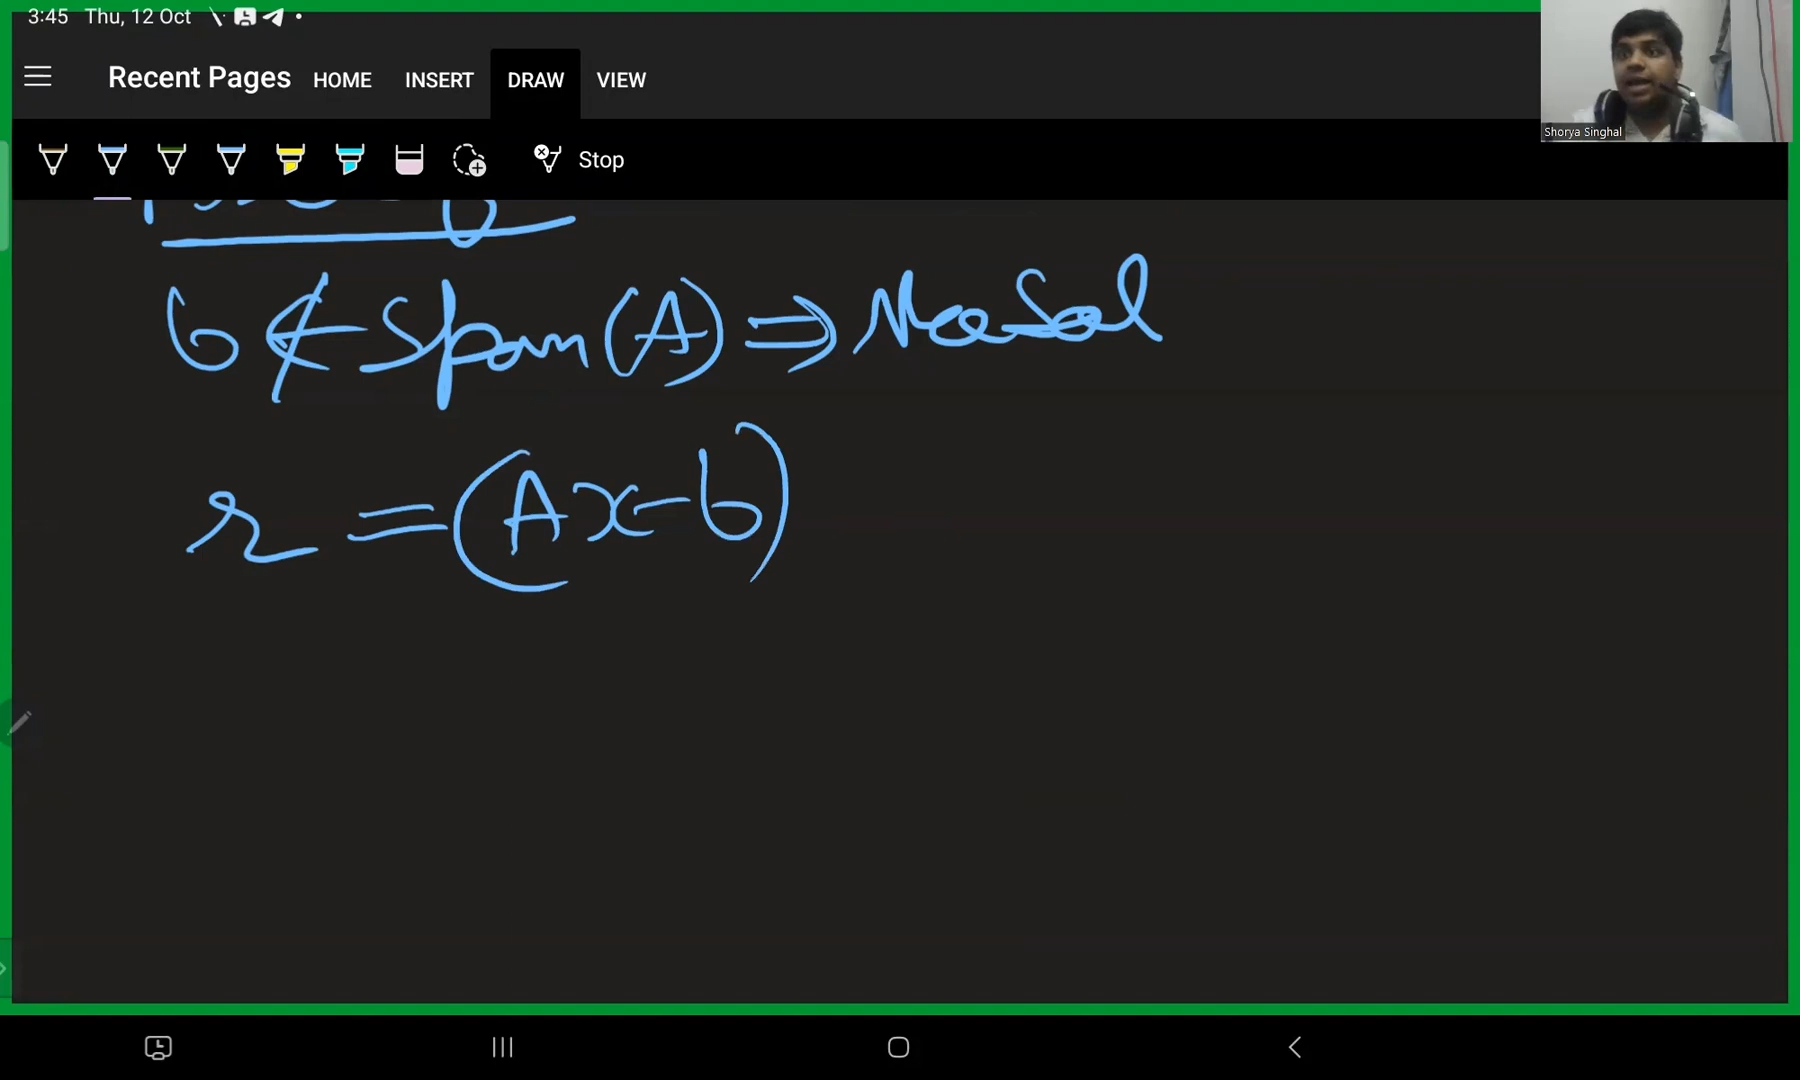 3:45 Thu, 12 Oct
Recent Pages HOME INSERT DRAW VIEW
Shorya Singhal
Stop
b ∉ Span(A) ⇒ No Sol
r = (Ax-b)